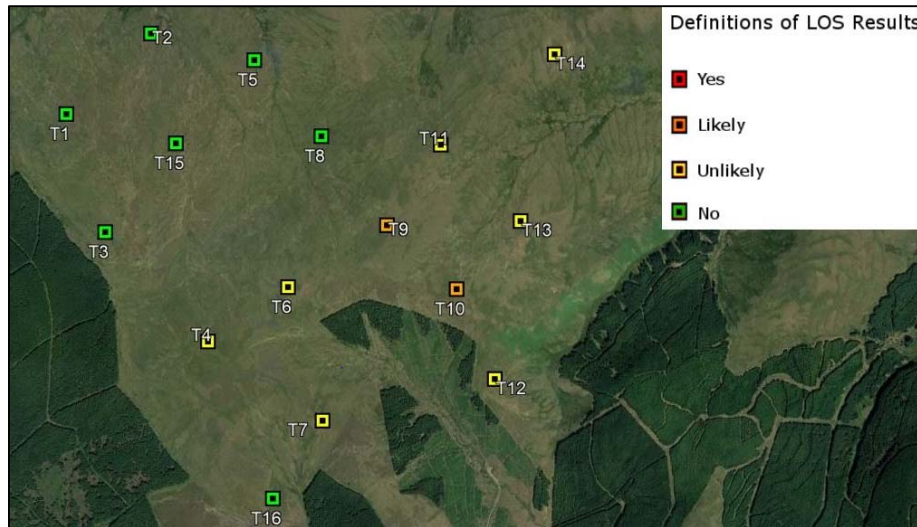 Definitions of LOS Results
Yes
Likely
Unlikely
No
T2
T5
T14
T1
T15
T8
T11
T3
T9
T13
T6
T10
T4
T12
T7
T16